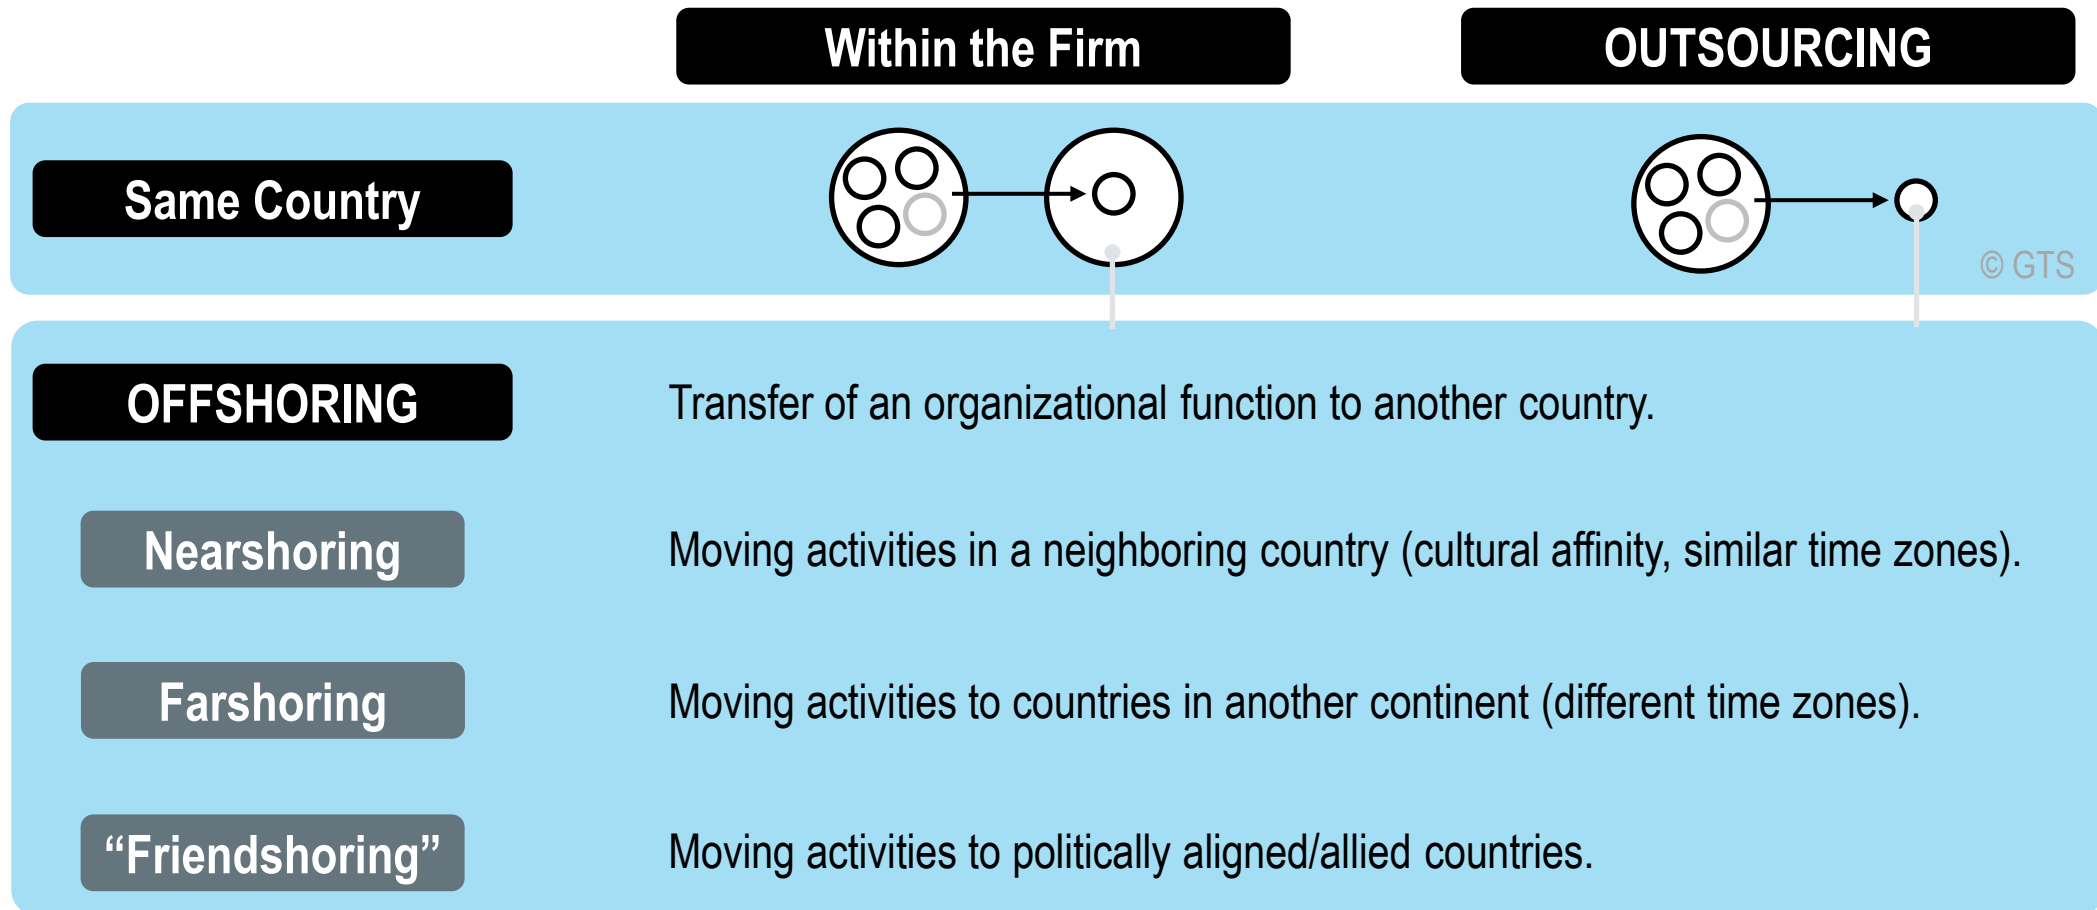 Within the Firm
OUTSOURCING
Same Country
© GTS
OFFSHORING
Transfer of an organizational function to another country.
Nearshoring
Moving activities in a neighboring country (cultural affinity, similar time zones).
Farshoring
Moving activities to countries in another continent (different time zones).
“Friendshoring”
Moving activities to politically aligned/allied countries.